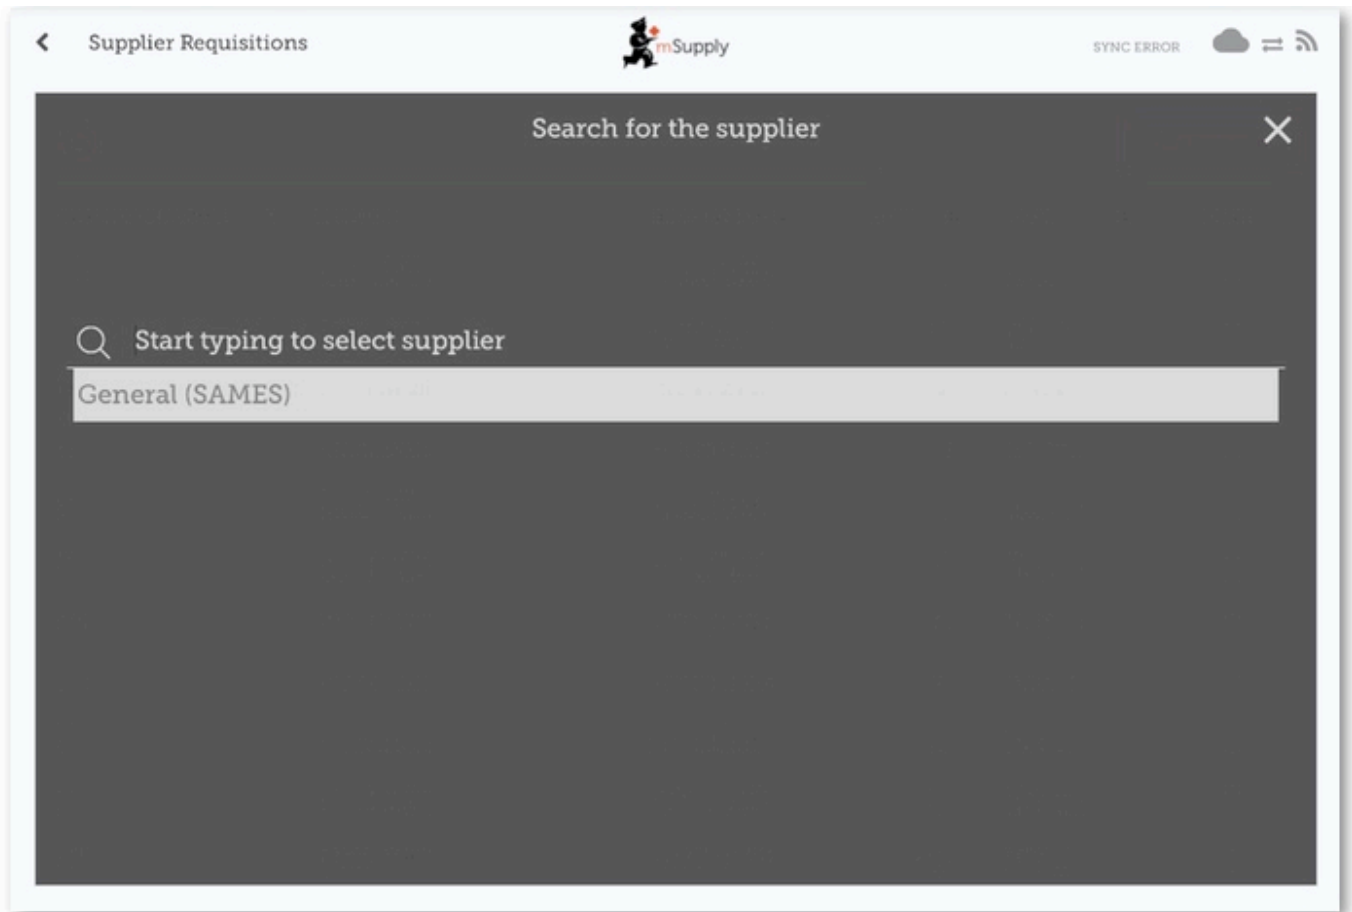 Supplier Requisitions
mSupply
SYNC ERROR
Search for the supplier
Start typing to select supplier
General (SAMES)